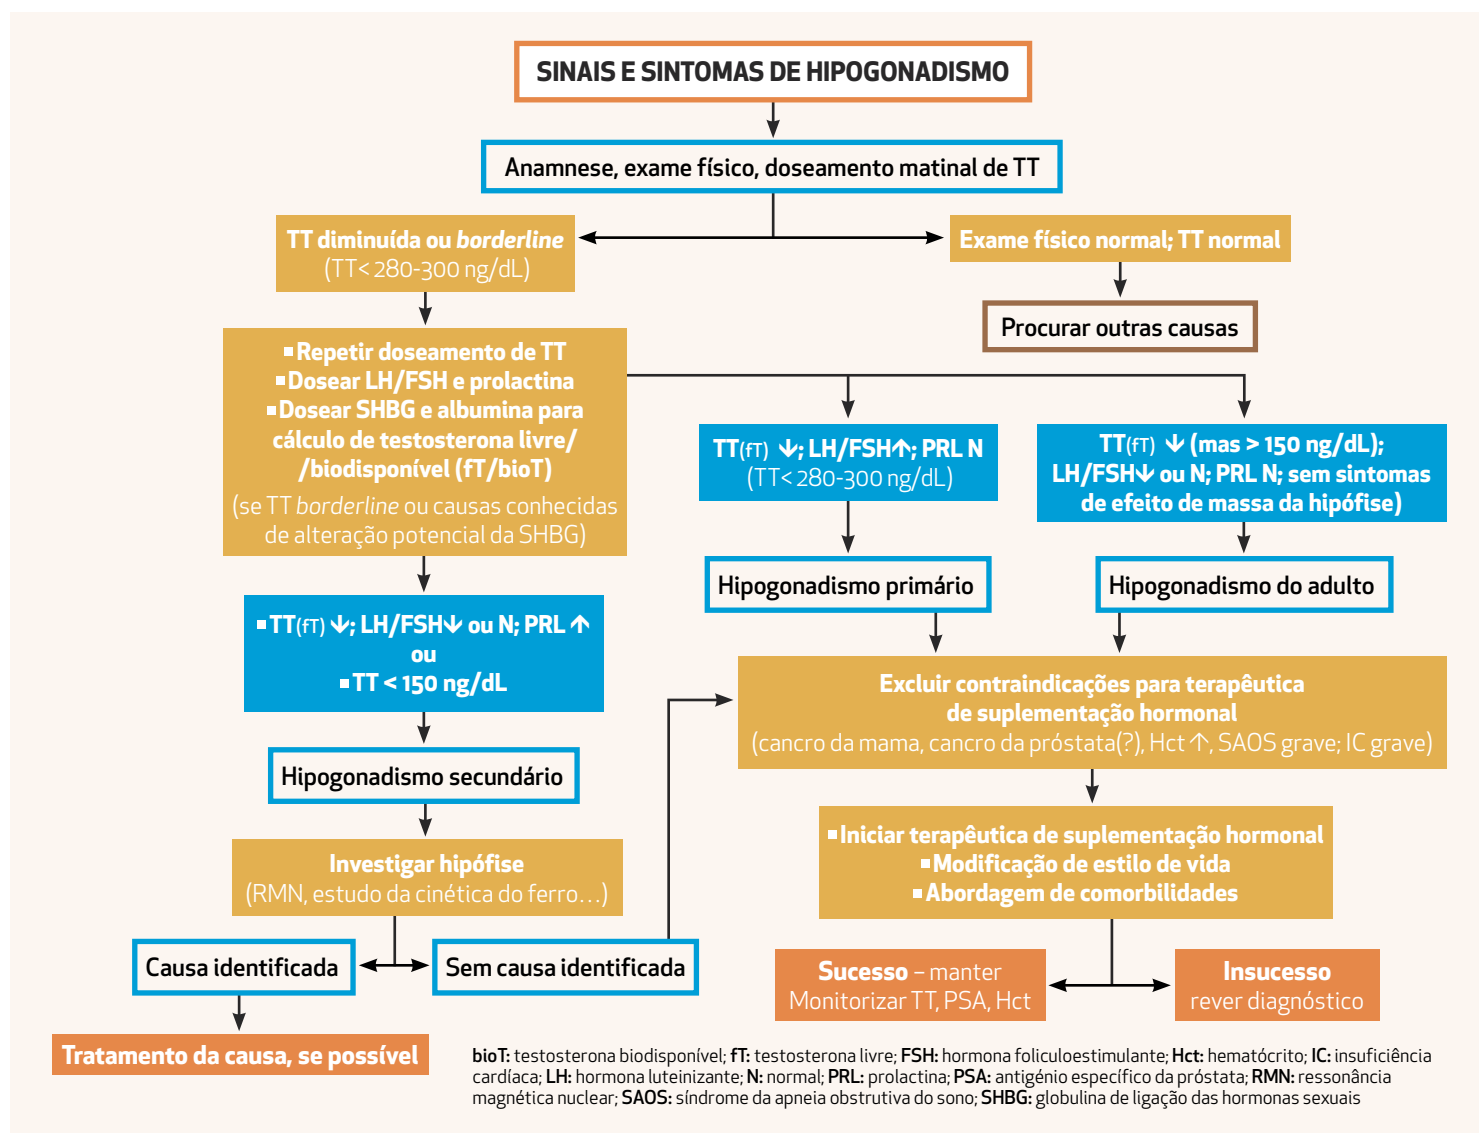 SINAIS E SINTOMAS DE HIPOGONADISMO
Anamnese, exame físico, doseamento matinal de TT
TT diminuída ou borderline
(TT< 280-300 ng/dL)
Exame físico normal; TT normal
Procurar outras causas
▪Repetir doseamento de TT
▪Dosear LH/FSH e prolactina
▪Dosear SHBG e albumina para
cálculo de testosterona livre/
/biodisponível (fT/bioT)
(se TT borderline ou causas conhecidas
de alteração potencial da SHBG)
TT(fT) ↓; LH/FSH↑; PRL N
(TT< 280-300 ng/dL)
TT(fT) ↓ (mas > 150 ng/dL);
LH/FSH↓ ou N; PRL N; sem sintomas
de efeito de massa da hipófise)
Hipogonadismo primário
Hipogonadismo do adulto
▪TT(fT) ↓; LH/FSH↓ ou N; PRL ↑
ou
▪TT < 150 ng/dL
Hipogonadismo secundário
Investigar hipófise
(RMN, estudo da cinética do ferro…)
Causa identificada
Sem causa identificada
Tratamento da causa, se possível
Excluir contraindicações para terapêutica
de suplementação hormonal
(cancro da mama, cancro da próstata(?), Hct ↑, SAOS grave; IC grave)
▪Iniciar terapêutica de suplementação hormonal
▪Modificação de estilo de vida
▪Abordagem de comorbilidades
Sucesso – manter
Monitorizar TT, PSA, Hct
Insucesso
rever diagnóstico
bioT: testosterona biodisponível; fT: testosterona livre; FSH: hormona foliculoestimulante; Hct: hematócrito; IC: insuficiência
cardíaca; LH: hormona luteinizante; N: normal; PRL: prolactina; PSA: antigénio específico da próstata; RMN: ressonância
magnética nuclear; SAOS: síndrome da apneia obstrutiva do sono; SHBG: globulina de ligação das hormonas sexuais